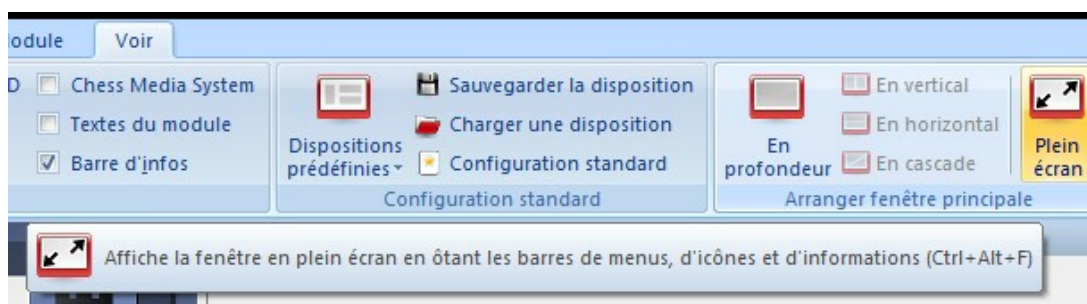 odule Voir
D Chess Media System
Textes du module
Barre d'infos
Dispositions
prédéfinies
Sauvegarder la disposition
Charger une disposition
Configuration standard
Configuration standard
En
profondeur
En vertical
En horizontal
En cascade
Plein
écran
Arranger fenêtre principale
Affiche la fenêtre en plein écran en ôtant les barres de menus, d'icônes et d'informations (Ctrl+Alt+F)